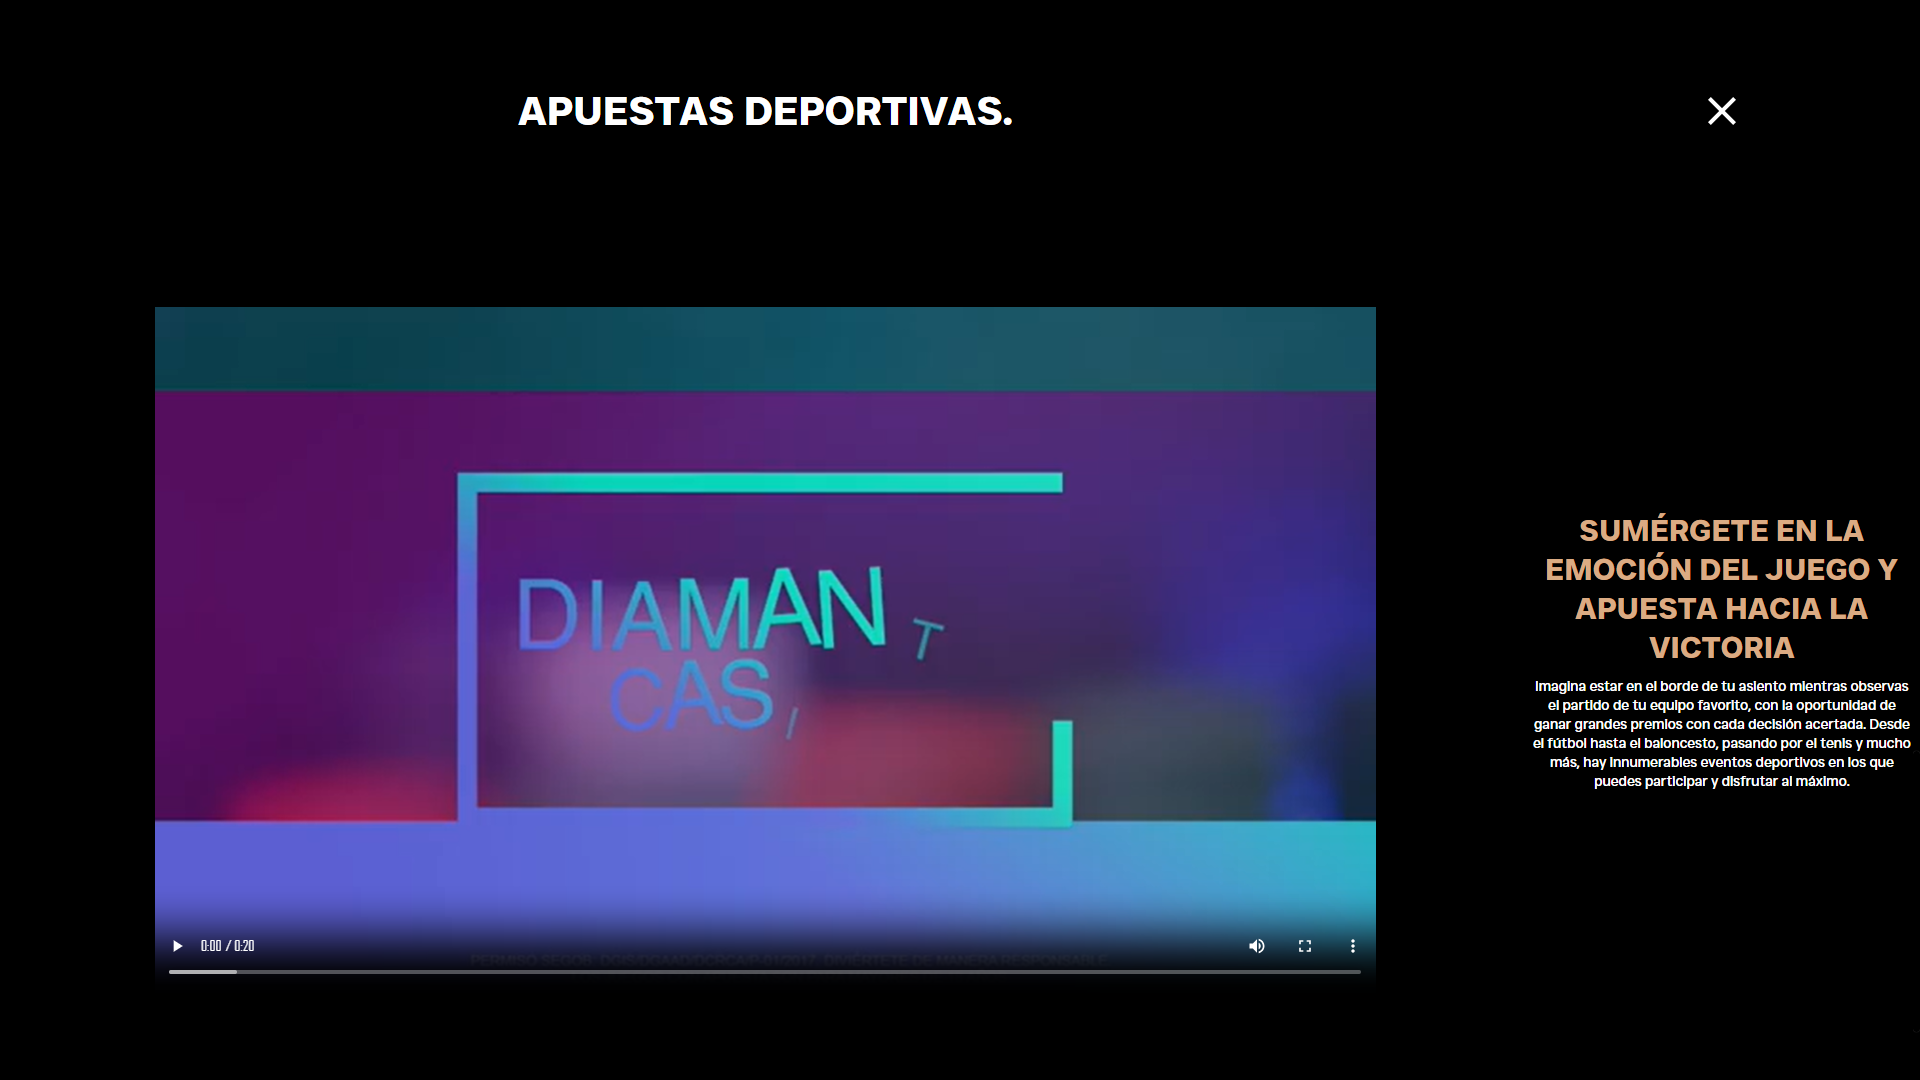 APUESTAS DEPORTIVAS.
DIAMAN T
CAS I
SUMÉRGETE EN LA
EMOCIÓN DEL JUEGO Y
APUESTA HACIA LA
VICTORIA
Imagina estar en el borde de tu asiento mientras observas
el partido de tu equipo favorito, con la oportunidad de
ganar grandes premios con cada decisión acertada. Desde
el fútbol hasta el baloncesto, pasando por el tenis y mucho
más, hay innumerables eventos deportivos en los que
puedes participar y disfrutar al máximo.
0:00 / 0:20